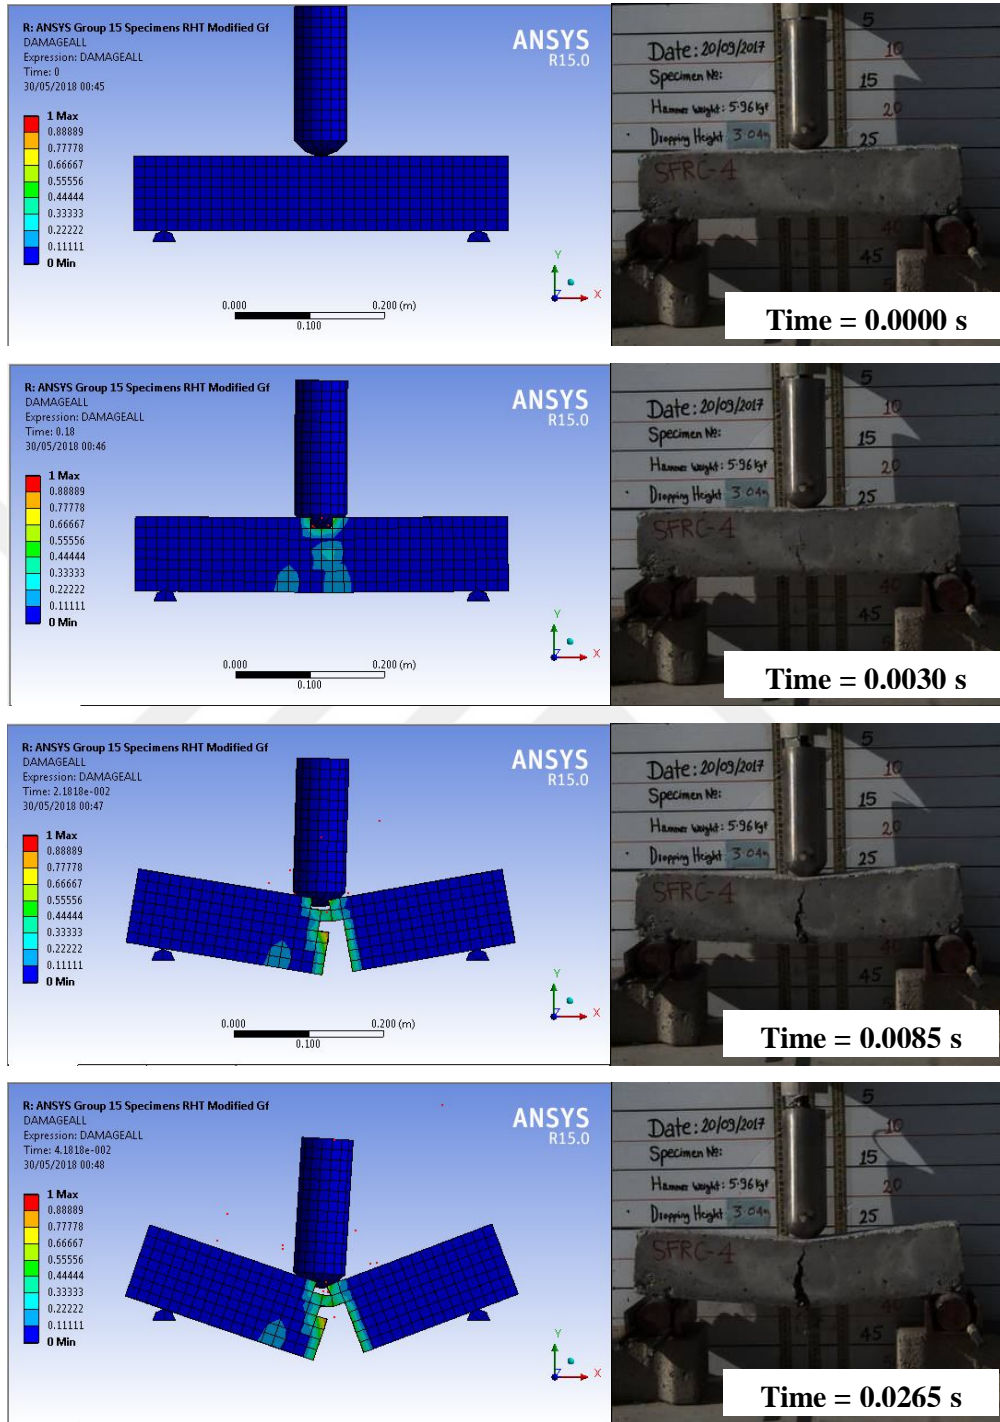 R: ANSYS Group 15 Specimens RHT Modified Gf
DAMAGEALL
Expression: DAMAGEALL
Time: 0
30/05/2018 00:45
1 Max
0.88889
0.77778
0.66667
0.55556
0.44444
0.33333
0.22222
0.11111
0 Min
ANSYS
R15.0
0.000
0.200 (m)
0.100
Y
Z
X
Date: 20/09/2017
Specimen No:
Hammer Weight: 5.96 kgf
Dropping Height 3.04m
SFRC-4
5
10
15
20
25
40
45
Time = 0.0000 s
R: ANSYS Group 15 Specimens RHT Modified Gf
DAMAGEALL
Expression: DAMAGEALL
Time: 0.18
30/05/2018 00:46
1 Max
0.88889
0.77778
0.66667
0.55556
0.44444
0.33333
0.22222
0.11111
0 Min
ANSYS
R15.0
0.000
0.200 (m)
0.100
Y
Z
X
Date: 20/09/2017
Specimen No:
Hammer Weight: 5.96 kgf
Dropping Height 3.04m
SFRC-4
5
10
15
20
25
45
Time = 0.0030 s
R: ANSYS Group 15 Specimens RHT Modified Gf
DAMAGEALL
Expression: DAMAGEALL
Time: 2.1818e-002
30/05/2018 00:47
1 Max
0.88889
0.77778
0.66667
0.55556
0.44444
0.33333
0.22222
0.11111
0 Min
ANSYS
R15.0
0.000
0.200 (m)
0.100
Y
Z
X
Date: 20/09/2017
Specimen No:
Hammer Weight: 5.96 kgf
Dropping Height 3.04m
SFRC-4
5
10
15
20
25
45
Time = 0.0085 s
R: ANSYS Group 15 Specimens RHT Modified Gf
DAMAGEALL
Expression: DAMAGEALL
Time: 4.1818e-002
30/05/2018 00:48
1 Max
0.88889
0.77778
0.66667
0.55556
0.44444
0.33333
0.22222
0.11111
0 Min
ANSYS
R15.0
0.000
0.200 (m)
0.100
Y
Z
X
Date: 20/09/2017
Specimen No:
Hammer Weight: 5.96 kgf
Dropping Height 3.04m
SFRC-4
5
10
15
20
25
45
Time = 0.0265 s